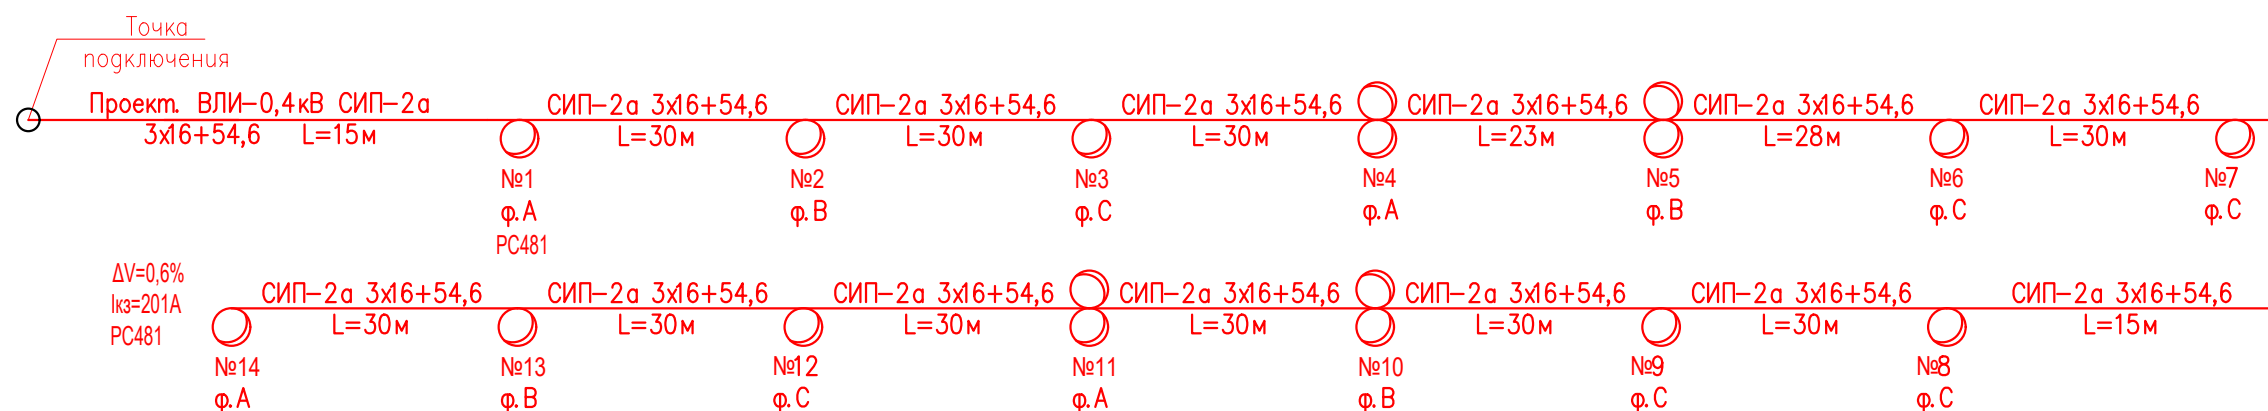 Точка
подключения
Проект. ВЛИ-0,4кВ СИП-2а
3х16+54,6 L=15м
СИП-2а 3х16+54,6
L=30м
СИП-2а 3х16+54,6
L=30м
СИП-2а 3х16+54,6
L=30м
СИП-2а 3х16+54,6
L=23м
СИП-2а 3х16+54,6
L=28м
СИП-2а 3х16+54,6
L=30м
№1
ф.А
РС481
№2
ф.В
№3
ф.С
№4
ф.А
№5
ф.В
№6
ф.С
№7
ф.С
ΔV=0,6%
Iкз=201А
РС481
СИП-2а 3х16+54,6
L=30м
СИП-2а 3х16+54,6
L=30м
СИП-2а 3х16+54,6
L=30м
СИП-2а 3х16+54,6
L=30м
СИП-2а 3х16+54,6
L=30м
СИП-2а 3х16+54,6
L=30м
СИП-2а 3х16+54,6
L=15м
№14
ф.А
№13
ф.В
№12
ф.С
№11
ф.А
№10
ф.В
№9
ф.С
№8
ф.С